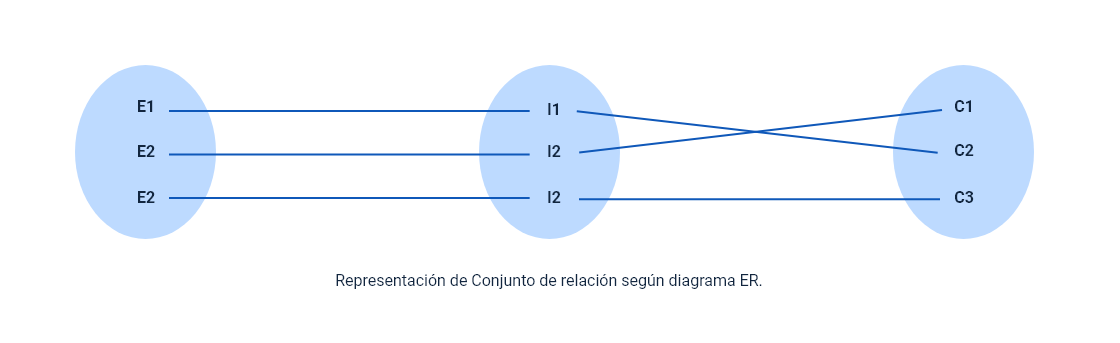 E1 I1 C1
E2 I2 C2
E2 I2 C3
Representación de Conjunto de relación según diagrama ER.